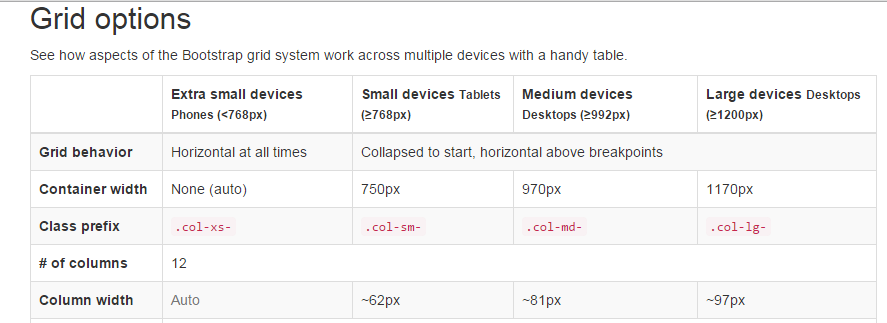 Grid options
See how aspects of the Bootstrap grid system work across multiple devices with a handy table.
Extra small devices Small devices Tablets Medium devices Large devices Desktops
Phones (<768px) (≥768px) Desktops (≥992px) (≥1200px)
Grid behavior Horizontal at all times Collapsed to start, horizontal above breakpoints
Container width None (auto) 750px 970px 1170px
Class prefix .col-xs- .col-sm- .col-md- .col-lg-
# of columns 12
Column width Auto ~62px ~81px ~97px